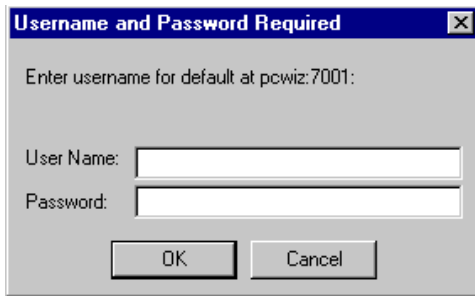 Username and Password Required
Enter username for default at pcwiz:7001:
User Name:
Password:
OK Cancel